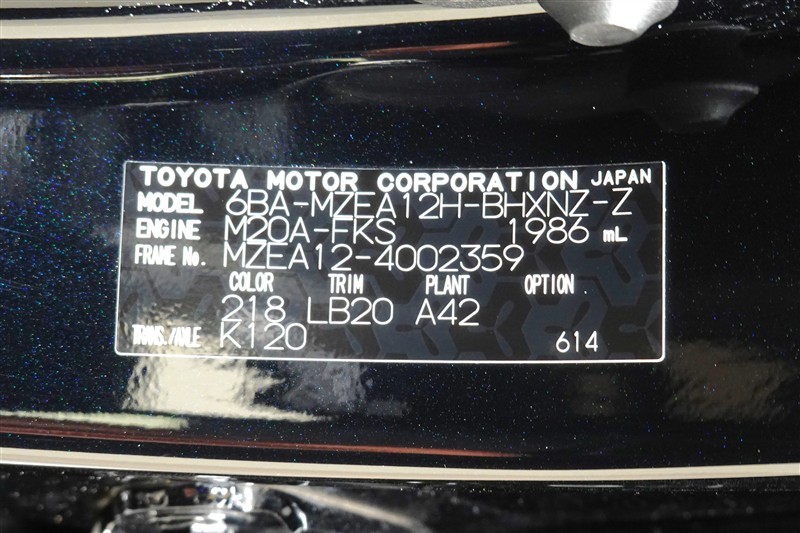 TOYOTA MOTOR CORPORATION JAPAN
MODEL 6BA-MZEA12H-BHXNZ-Z
ENGINE M20A-FKS 1986 mL
FRAME No. MZEA12-4002359
COLOR TRIM PLANT OPTION
218 LB20 A42
TRANS./AXLE K120 614